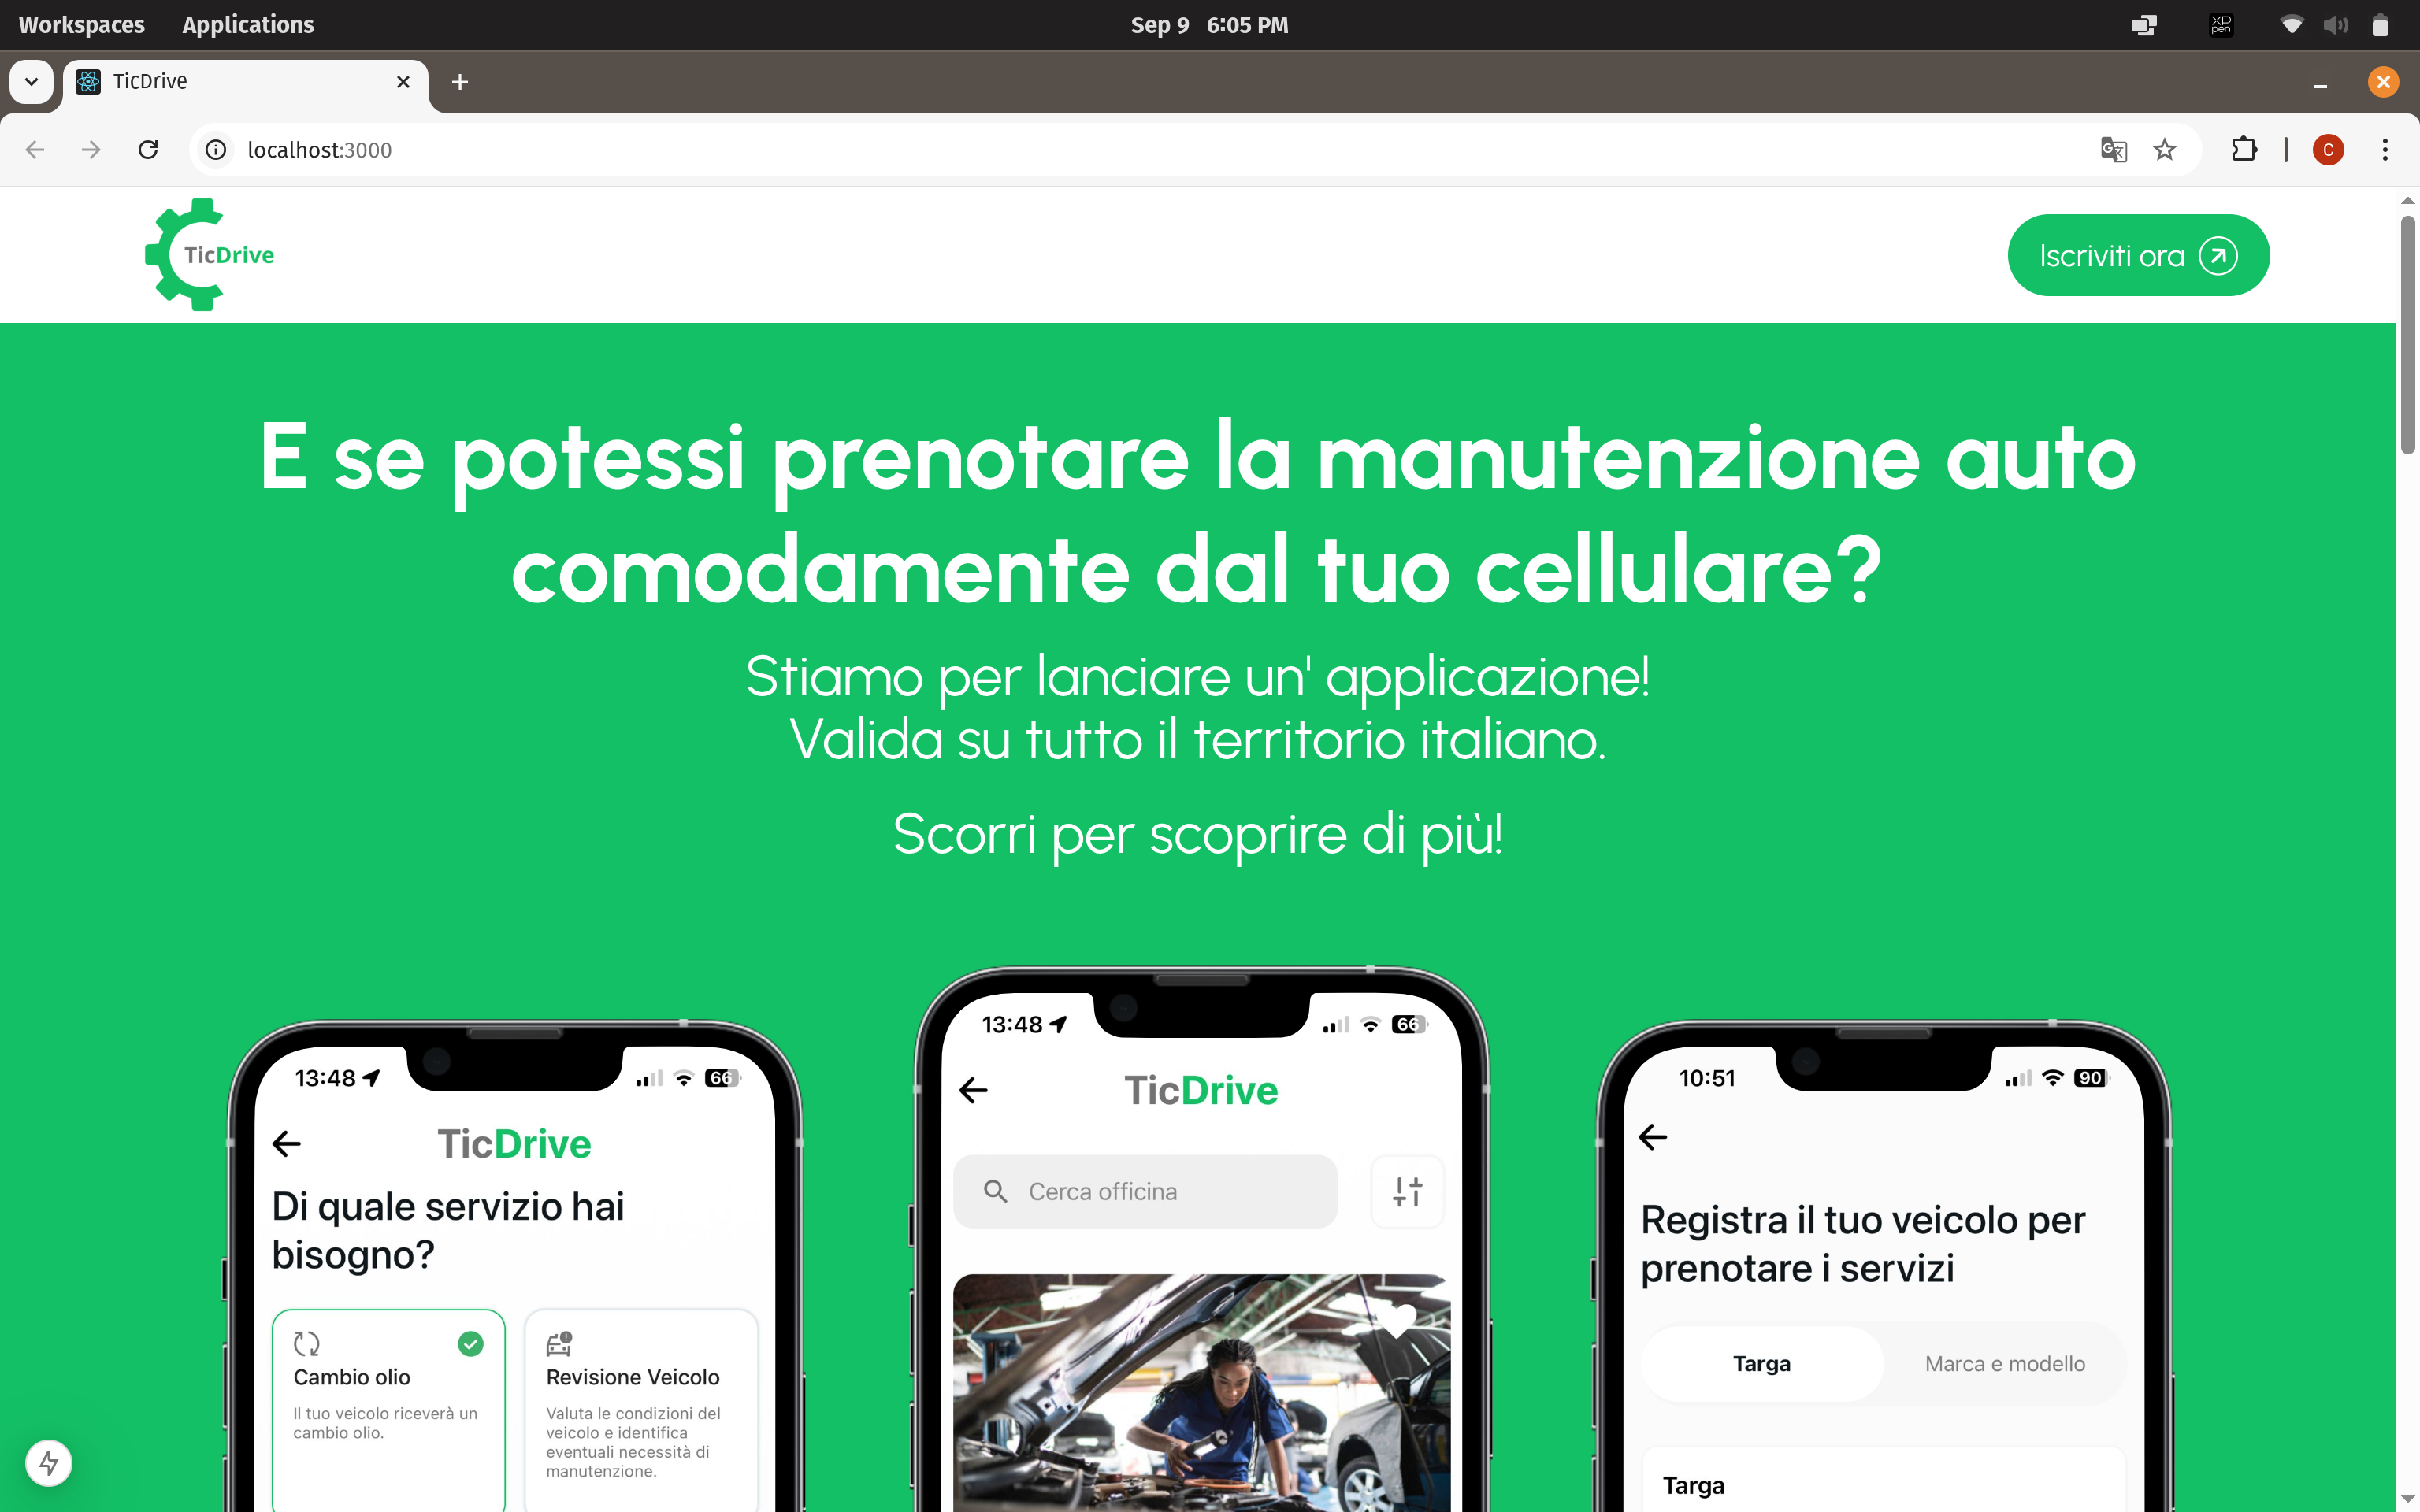 Workspaces Applications Sep 9 6:05 PM XP pen
TicDrive
localhost:3000 C
TicDrive
Iscriviti ora
E se potessi prenotare la manutenzione auto
comodamente dal tuo cellulare?
Stiamo per lanciare un' applicazione!
Valida su tutto il territorio italiano.
Scorri per scoprire di più!
13:48 66
TicDrive
Di quale servizio hai
bisogno?
Cambio olio
Il tuo veicolo riceverà un
cambio olio.
Revisione Veicolo
Valuta le condizioni del
veicolo e identifica
eventuali necessità di
manutenzione.
13:48 66
TicDrive
Cerca officina
10:51 90
Registra il tuo veicolo per
prenotare i servizi
Targa Marca e modello
Targa